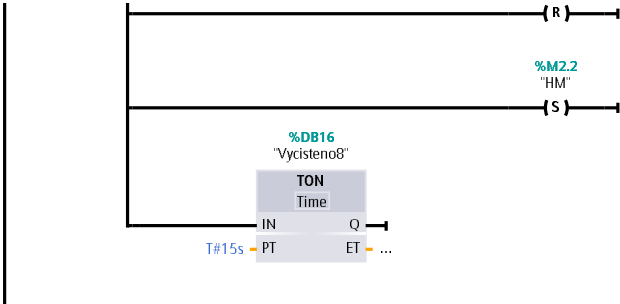 R
%M2.2
"HM"
S
%DB16
"Vycisteno8"
TON
Time
IN Q
T#15s PT ET ...